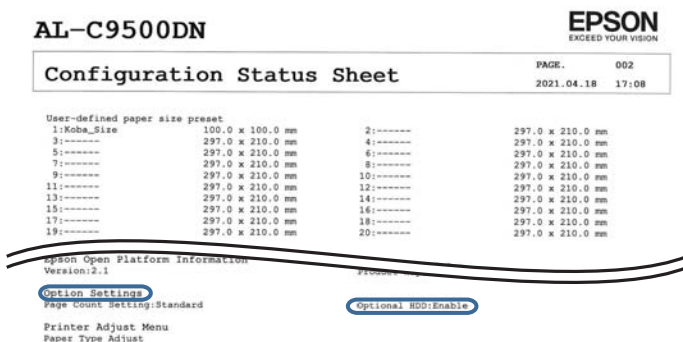 AL-C9500DN
EPSON
EXCEED YOUR VISION
Configuration Status Sheet
PAGE. 002
2021.04.18 17:08
User-defined paper size preset
1:Koba_Size 100.0 x 100.0 mm 2:------ 297.0 x 210.0 mm
3:------ 297.0 x 210.0 mm 4:------ 297.0 x 210.0 mm
5:------ 297.0 x 210.0 mm 6:------ 297.0 x 210.0 mm
7:------ 297.0 x 210.0 mm 8:------ 297.0 x 210.0 mm
9:------ 297.0 x 210.0 mm 10:------ 297.0 x 210.0 mm
11:------ 297.0 x 210.0 mm 12:------ 297.0 x 210.0 mm
13:------ 297.0 x 210.0 mm 14:------ 297.0 x 210.0 mm
15:------ 297.0 x 210.0 mm 16:------ 297.0 x 210.0 mm
17:------ 297.0 x 210.0 mm 18:------ 297.0 x 210.0 mm
19:------ 297.0 x 210.0 mm 20:------ 297.0 x 210.0 mm
Epson Open Platform Information
Version:2.1
Option Settings
Page Count Setting:Standard Optional HDD:Enable
Printer Adjust Menu
Paper Type Adjust